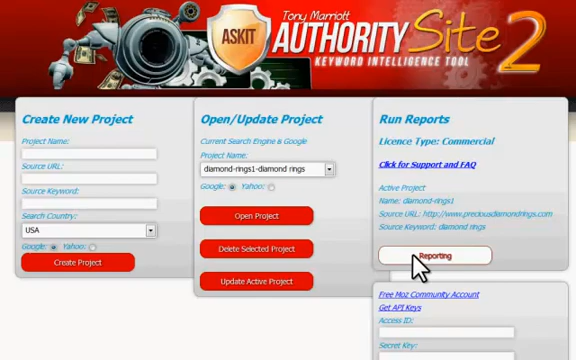 Tony Marriott
ASKIT
AUTHORITY Site 2
KEYWORD INTELLIGENCE TOOL
Create New Project
Project Name:
Source URL:
Source Keyword:
Search Country:
USA
Google: Yahoo:
Create Project
Open/Update Project
Current Search Engine is Google
Project Name:
diamond-rings1-diamond rings
Google: Yahoo:
Open Project
Delete Selected Project
Update Active Project
Run Reports
Licence Type: Commercial
Click for Support and FAQ
Active Project
Name: diamond-rings1
Source URL: http://www.preciousdiamondrings.com
Source Keyword: diamond rings
Reporting
Free Moz Community Account
Get API Keys
Access ID:
Secret Key: